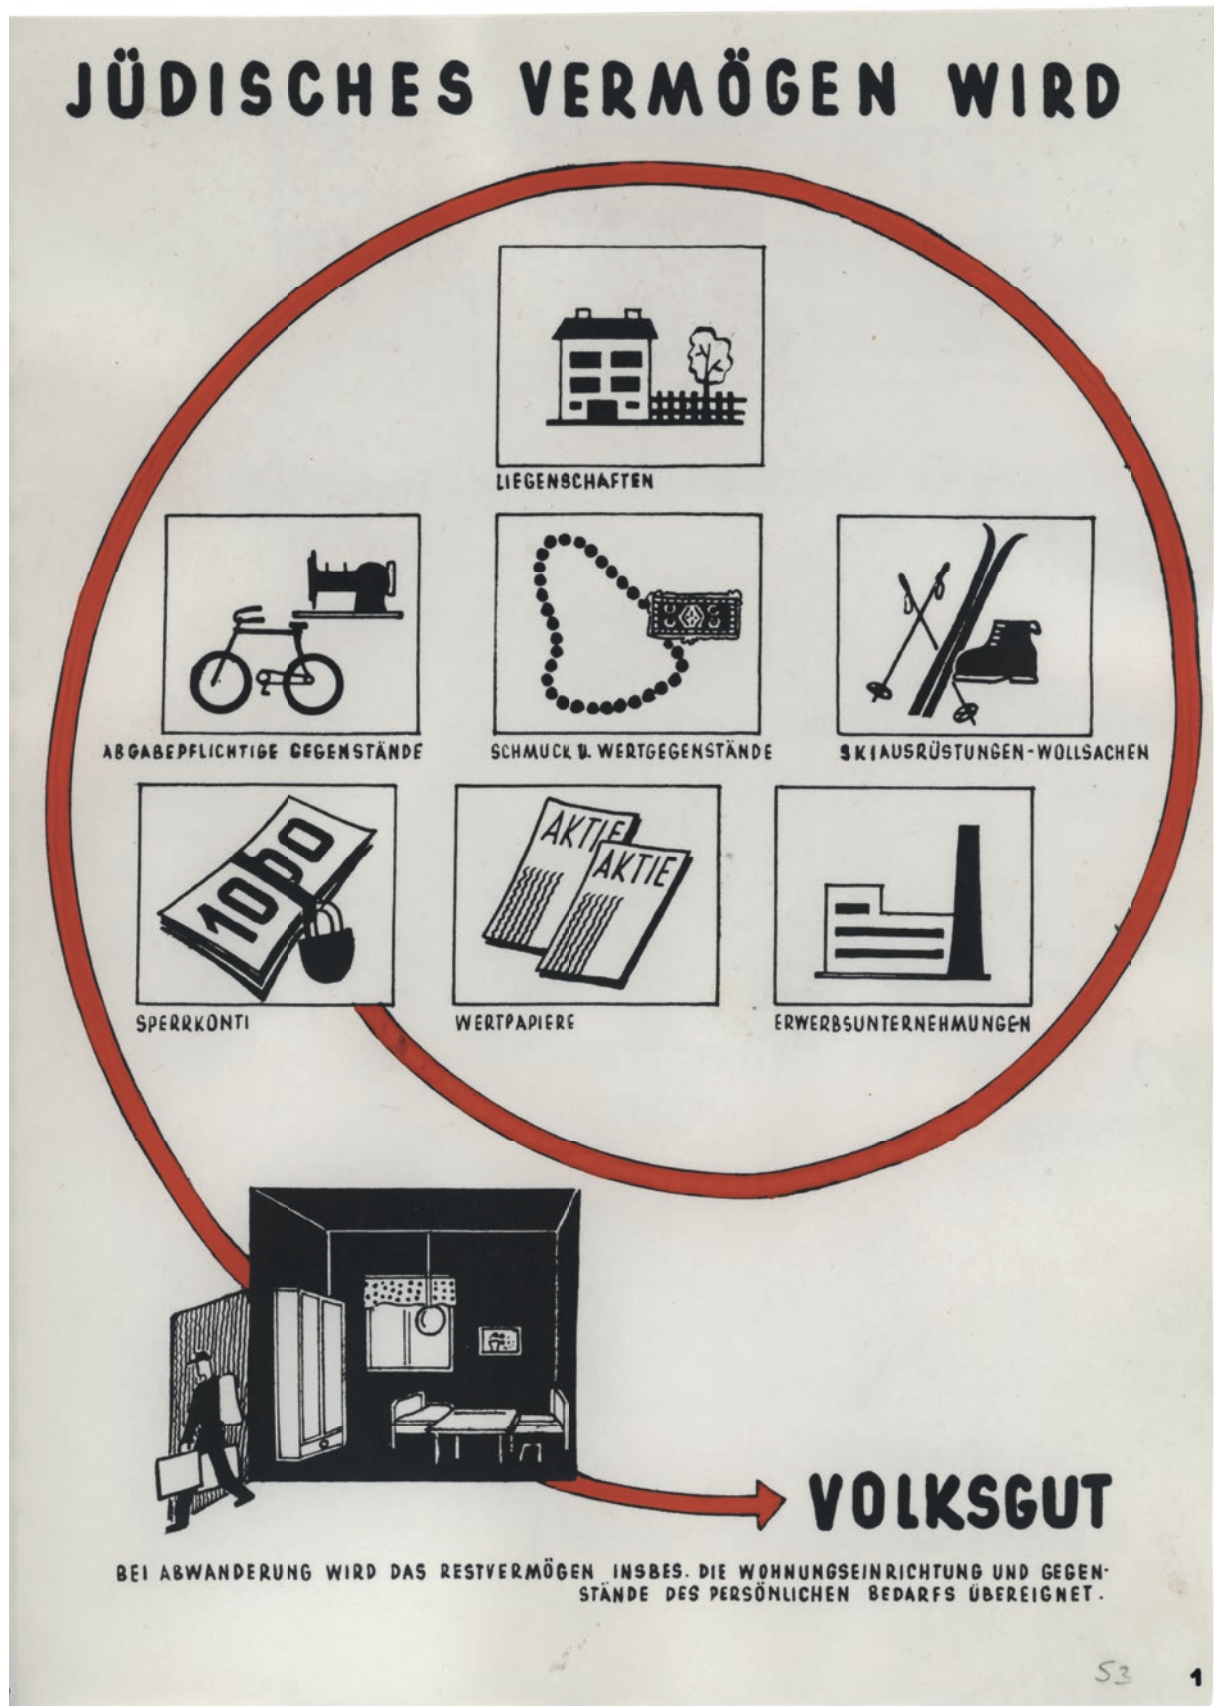 JÜDISCHES VERMÖGEN WIRD
LIEGENSCHAFTEN
ABGABEPFLICHTIGE GEGENSTÄNDE
SCHMUCK U. WERTGEGENSTÄNDE
SKIAUSRÜSTUNGEN-WOLLSACHEN
1000
AKTIE
AKTIE
SPERRKONTI
WERTPAPIERE
ERWERBSUNTERNEHMUNGEN
VOLKSGUT
BEI ABWANDERUNG WIRD DAS RESTVERMÖGEN INSBES. DIE WOHNUNGSEINRICHTUNG UND GEGEN-
STÄNDE DES PERSÖNLICHEN BEDARFS ÜBEREIGNET.
53
1